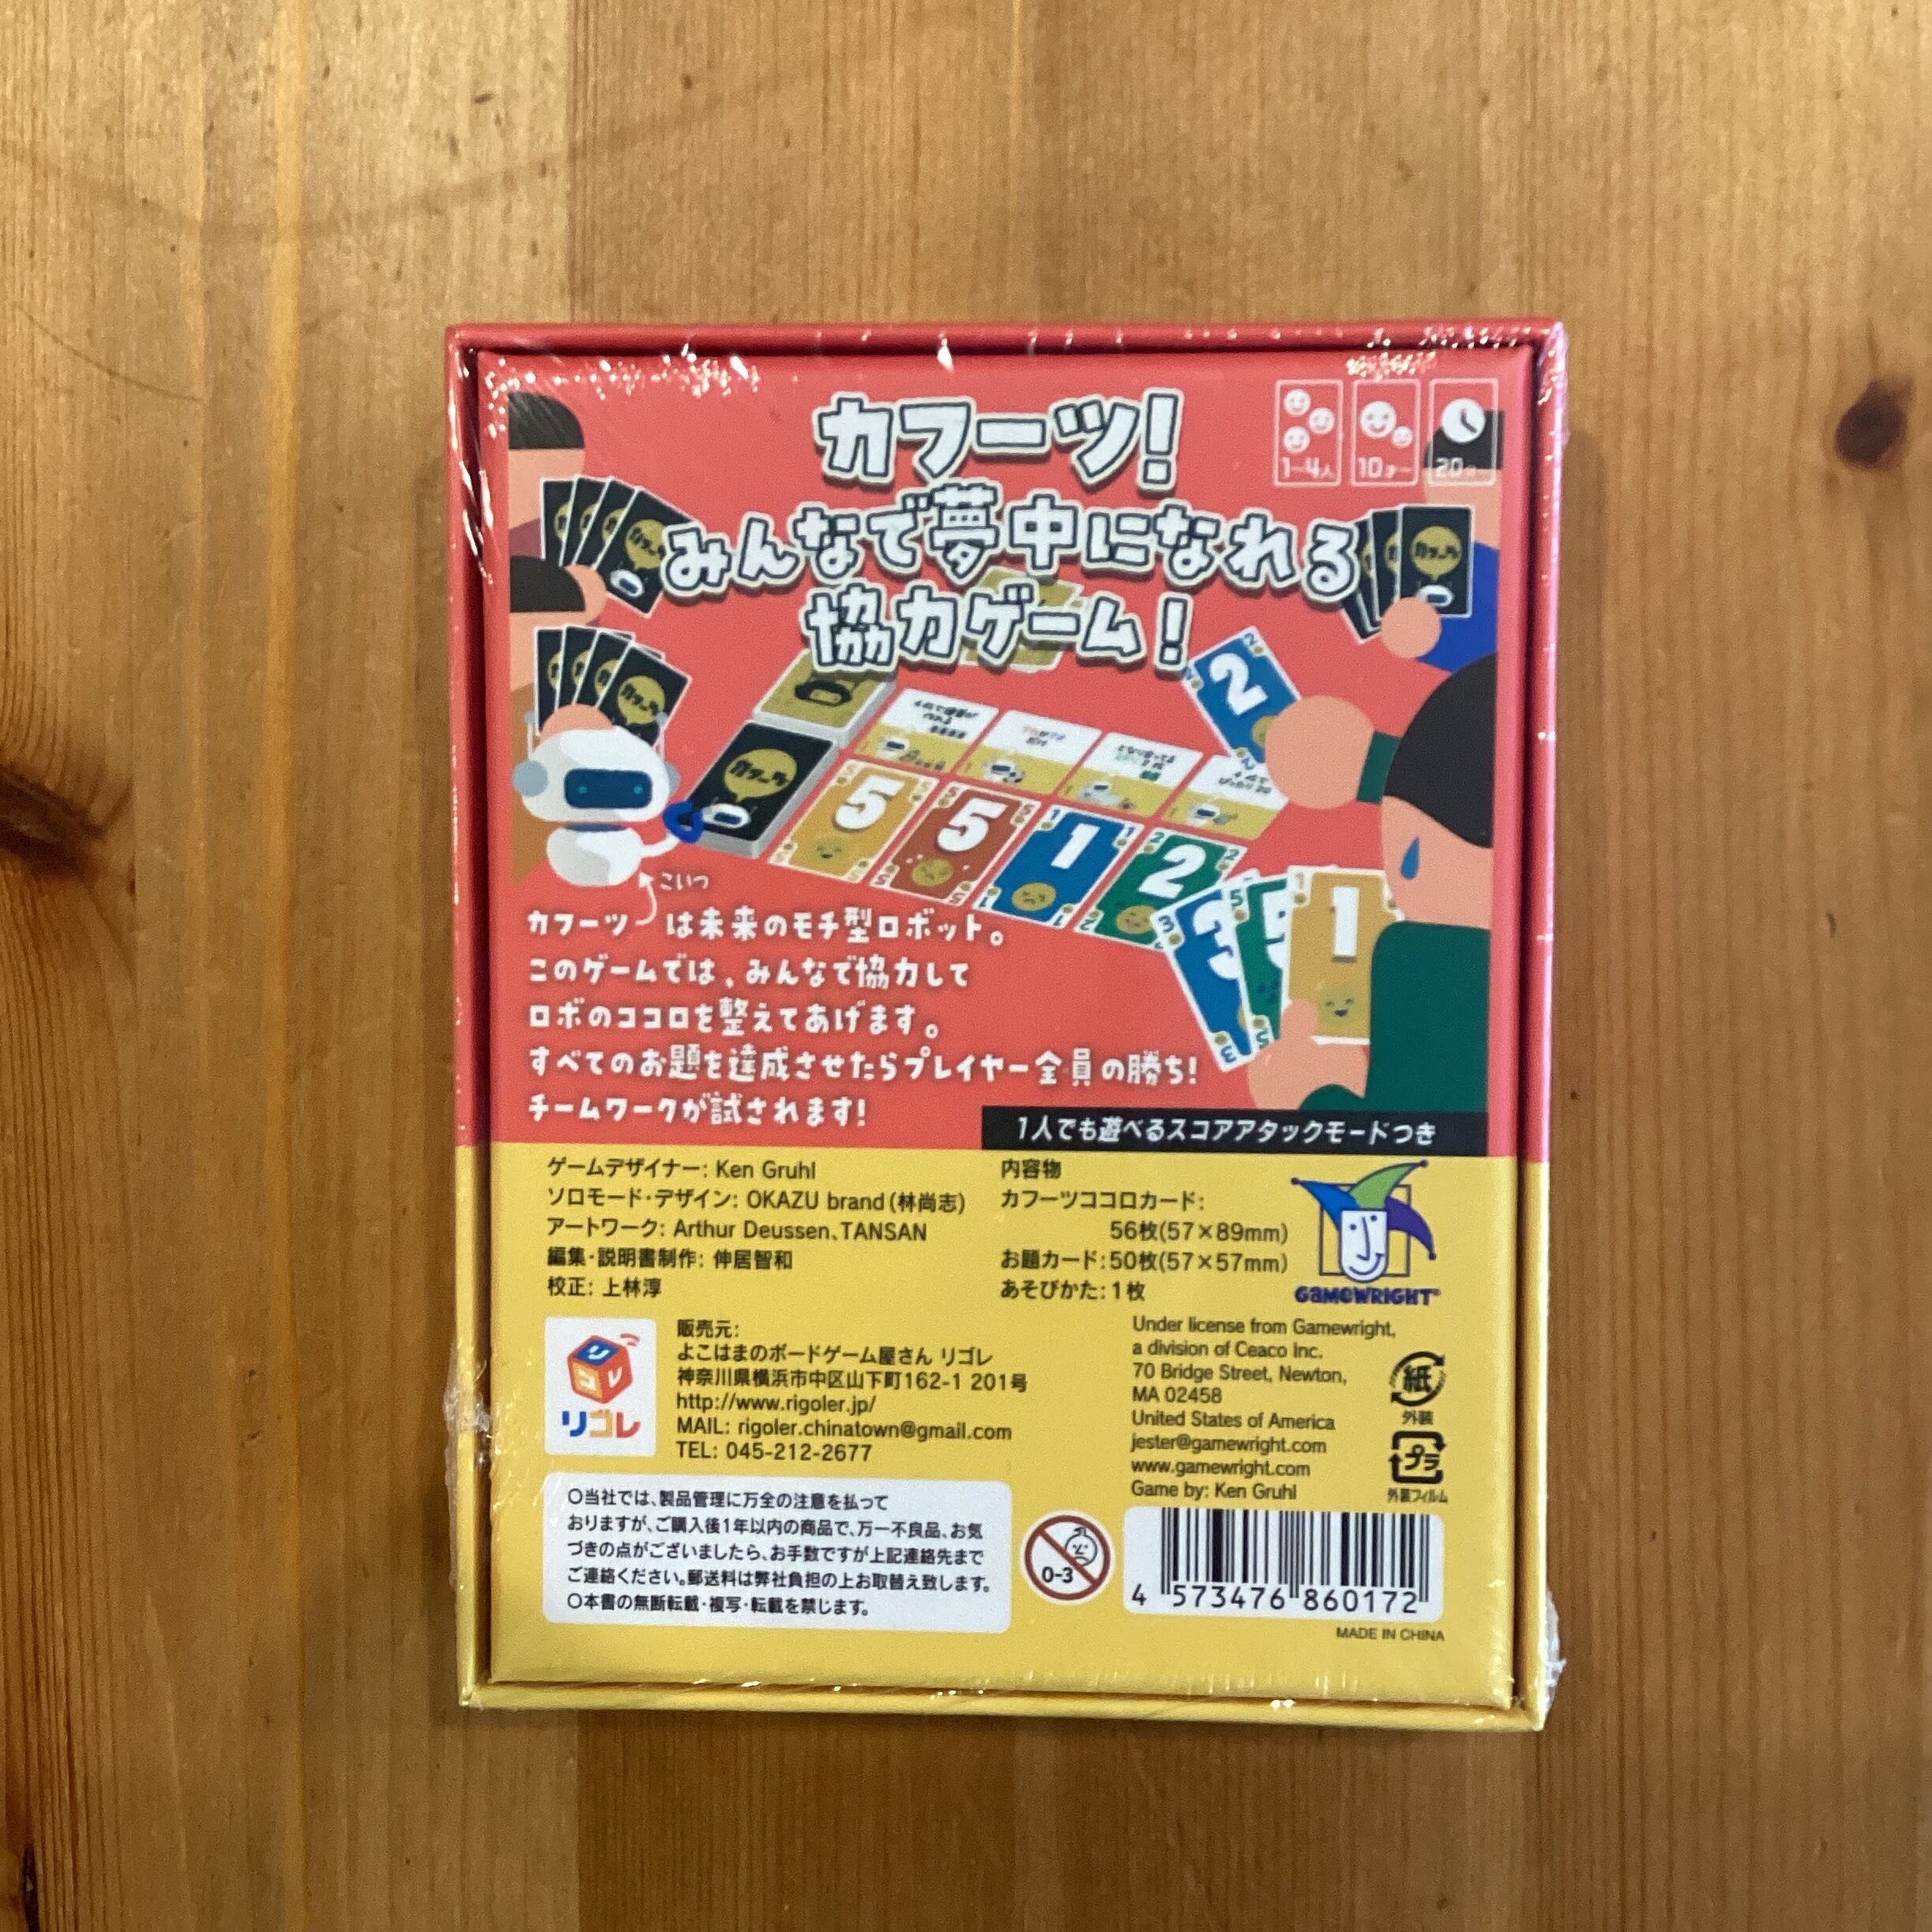 カフーツ!
みんなで夢中になれる
協力ゲーム!
1~4人
10才~
20分
2
5
5
1
2
5
1
こいつ
カフーツ は未来のモチ型ロボット。
このゲームでは、みんなで協力して
ロボのココロを整えてあげます。
すべてのお題を達成させたらプレイヤー全員の勝ち!
チームワークが試されます!
1人でも遊べるスコアアタックモードつき
ゲームデザイナー: Ken Gruhl
ソロモード・デザイン: OKAZU brand(林尚志)
アートワーク: Arthur Deussen、TANSAN
編集・説明書制作: 伸居智和
校正: 上林淳
内容物
カフーツココロカード:
56枚(57×89mm)
お題カード:50枚(57×57mm)
あそびかた:1枚
GAMEWRIGHT
リゴレ
リゴレ
販売元:
よこはまのボードゲーム屋さん リゴレ
神奈川県横浜市中区山下町162-1 201号
http://www.rigoler.jp/
MAIL: rigoler.chinatown@gmail.com
TEL: 045-212-2677
Under license from Gamewright,
a division of Ceaco Inc.
70 Bridge Street, Newton,
MA 02458
United States of America
jester@gamewright.com
www.gamewright.com
Game by: Ken Gruhl
紙
外装
プラ
外装フィルム
○当社では、製品管理に万全の注意を払って
おりますが、ご購入後1年以内の商品で、万一不良品、お気
づきの点がございましたら、お手数ですが上記連絡先まで
ご連絡ください。郵送料は弊社負担の上お取替え致します。
○本書の無断転載・複写・転載を禁じます。
0-3
4 573476 860172
MADE IN CHINA